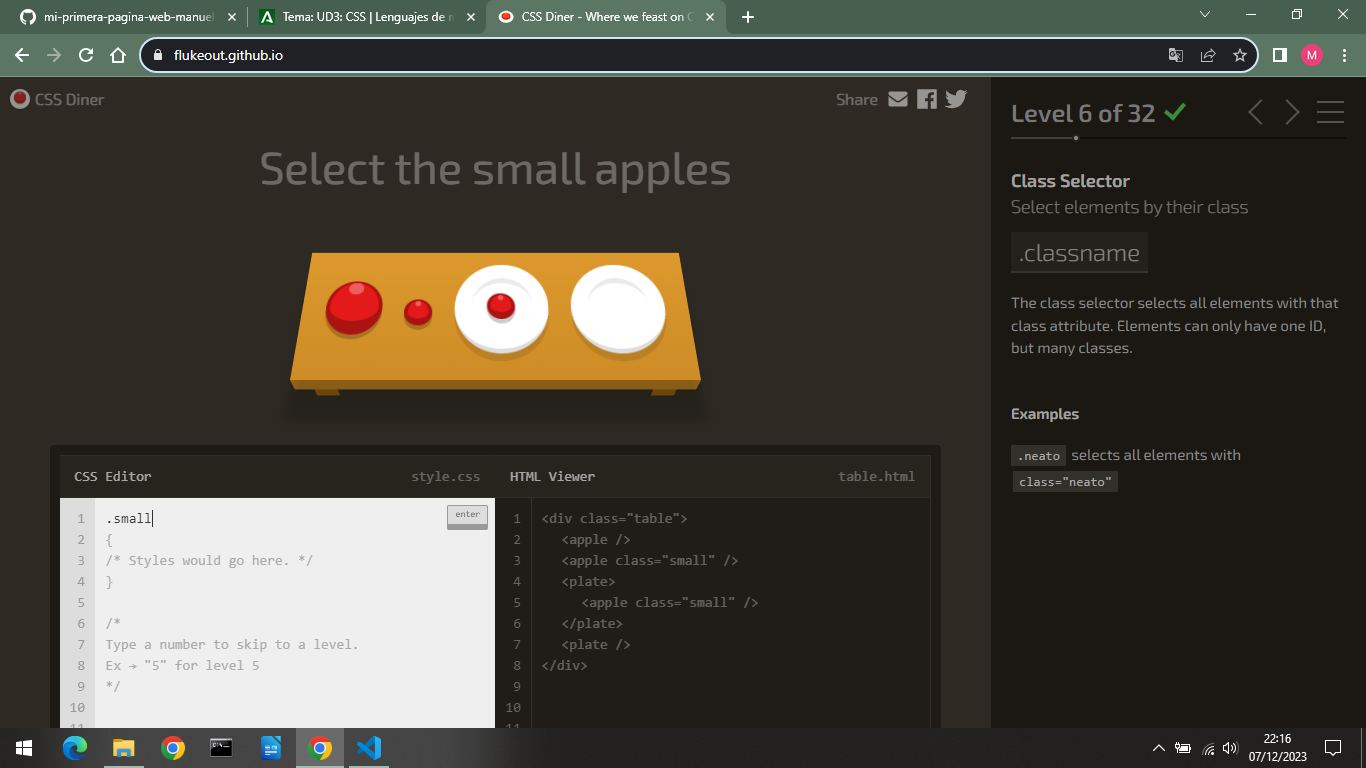 mi-primera-pagina-web-manuel
Tema: UD3: CSS | Lenguajes de m
CSS Diner - Where we feast on C
flukeout.github.io
M
CSS Diner
Share
Select the small apples
Level 6 of 32
Class Selector
Select elements by their class
.classname
The class selector selects all elements with that
class attribute. Elements can only have one ID,
but many classes.
Examples
.neato selects all elements with
class="neato"
CSS Editor style.css
enter
1 .small
2 {
3 /* Styles would go here. */
4 }
5
6 /*
7 Type a number to skip to a level.
8 Ex → "5" for level 5
9 */
10
11
HTML Viewer table.html
1 <div class="table">
2 <apple />
3 <apple class="small" />
4 <plate>
5 <apple class="small" />
6 </plate>
7 <plate />
8 </div>
9
10
11
22:16
07/12/2023